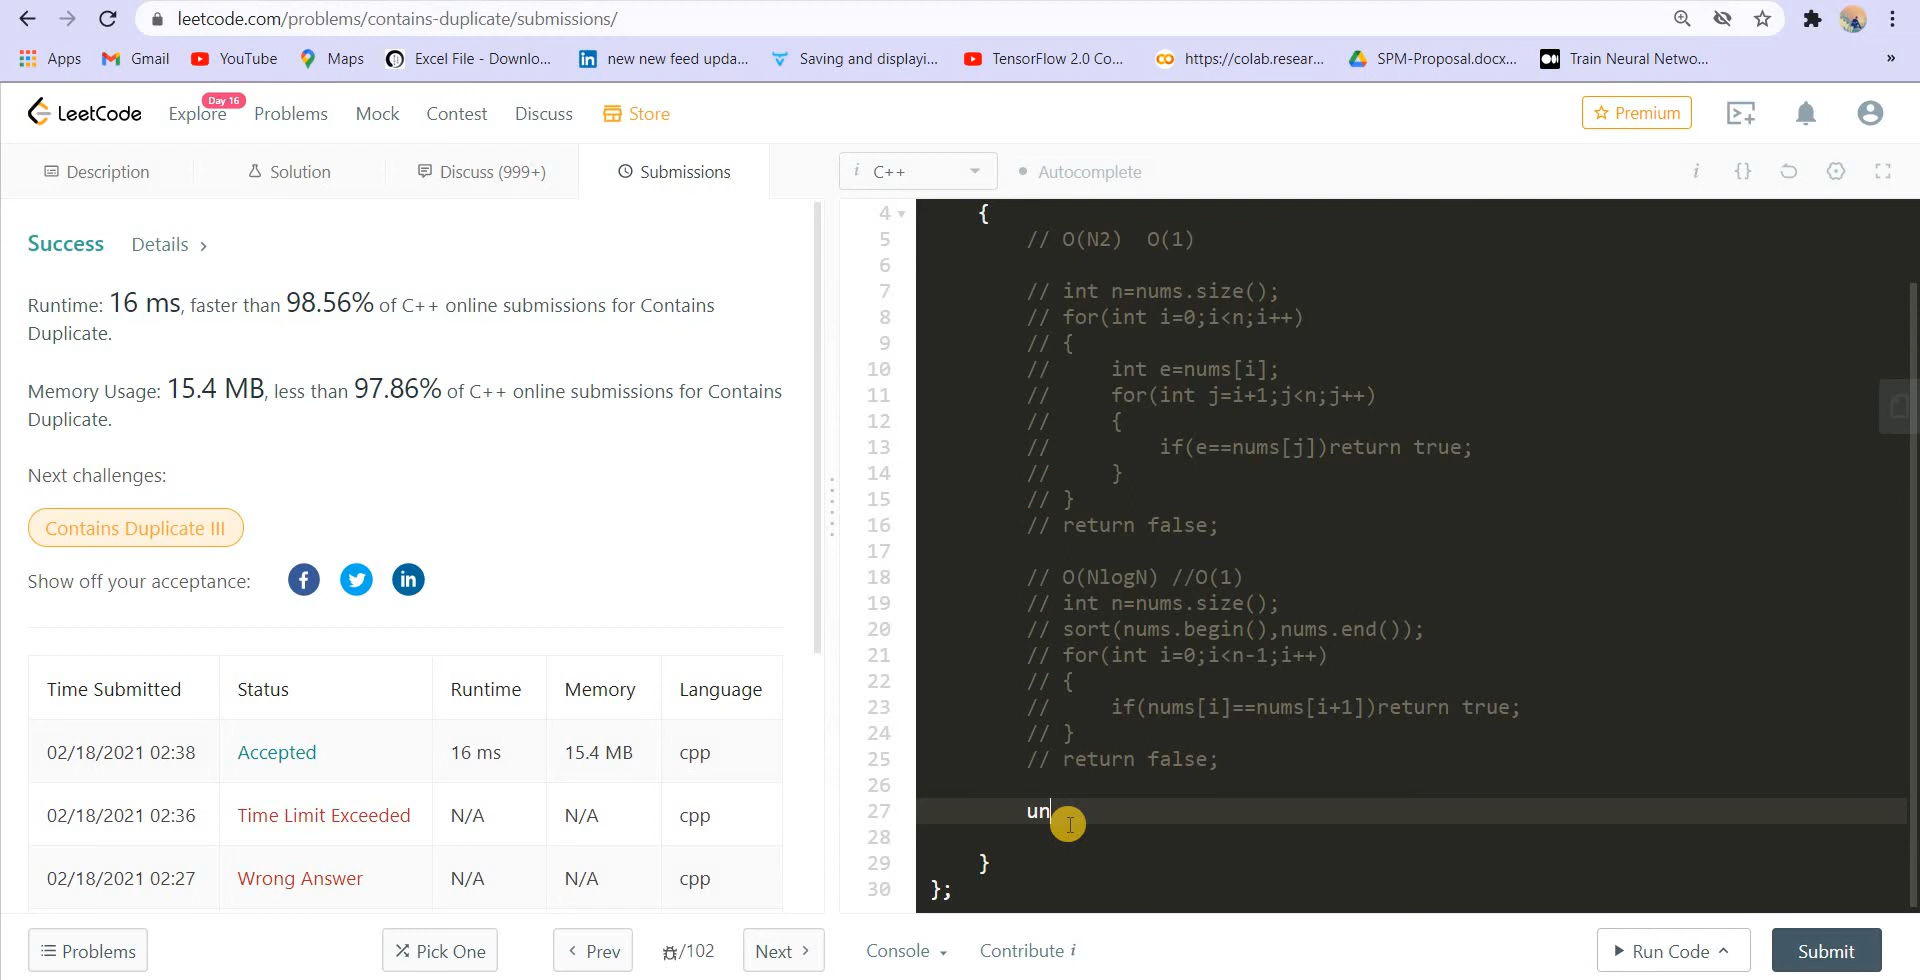 leetcode.com/problems/contains-duplicate/submissions/
Apps Gmail YouTube Maps Excel File - Downlo... new new feed upda... Saving and displayi... TensorFlow 2.0 Co... https://colab.resear... SPM-Proposal.docx... Train Neural Netwo... »
LeetCode Explore Day 16 Problems Mock Contest Discuss Store Premium
Description Solution Discuss (999+) Submissions i C++ Autocomplete i {}
Success Details ›
Runtime: 16 ms, faster than 98.56% of C++ online submissions for Contains
Duplicate.
Memory Usage: 15.4 MB, less than 97.86% of C++ online submissions for Contains
Duplicate.
Next challenges:
Contains Duplicate III
Show off your acceptance:
Time Submitted Status Runtime Memory Language
02/18/2021 02:38 Accepted 16 ms 15.4 MB cpp
02/18/2021 02:36 Time Limit Exceeded N/A N/A cpp
02/18/2021 02:27 Wrong Answer N/A N/A cpp
4 {
5 // O(N2)  O(1)
6
7 // int n=nums.size();
8 // for(int i=0;i<n;i++)
9 // {
10 //     int e=nums[i];
11 //     for(int j=i+1;j<n;j++)
12 //     {
13 //         if(e==nums[j])return true;
14 //     }
15 // }
16 // return false;
17
18 // O(NlogN) //O(1)
19 // int n=nums.size();
20 // sort(nums.begin(),nums.end());
21 // for(int i=0;i<n-1;i++)
22 // {
23 //     if(nums[i]==nums[i+1])return true;
24 // }
25 // return false;
26
27 un
28
29 }
30 };
Problems Pick One ‹ Prev /102 Next › Console Contribute i Run Code Submit